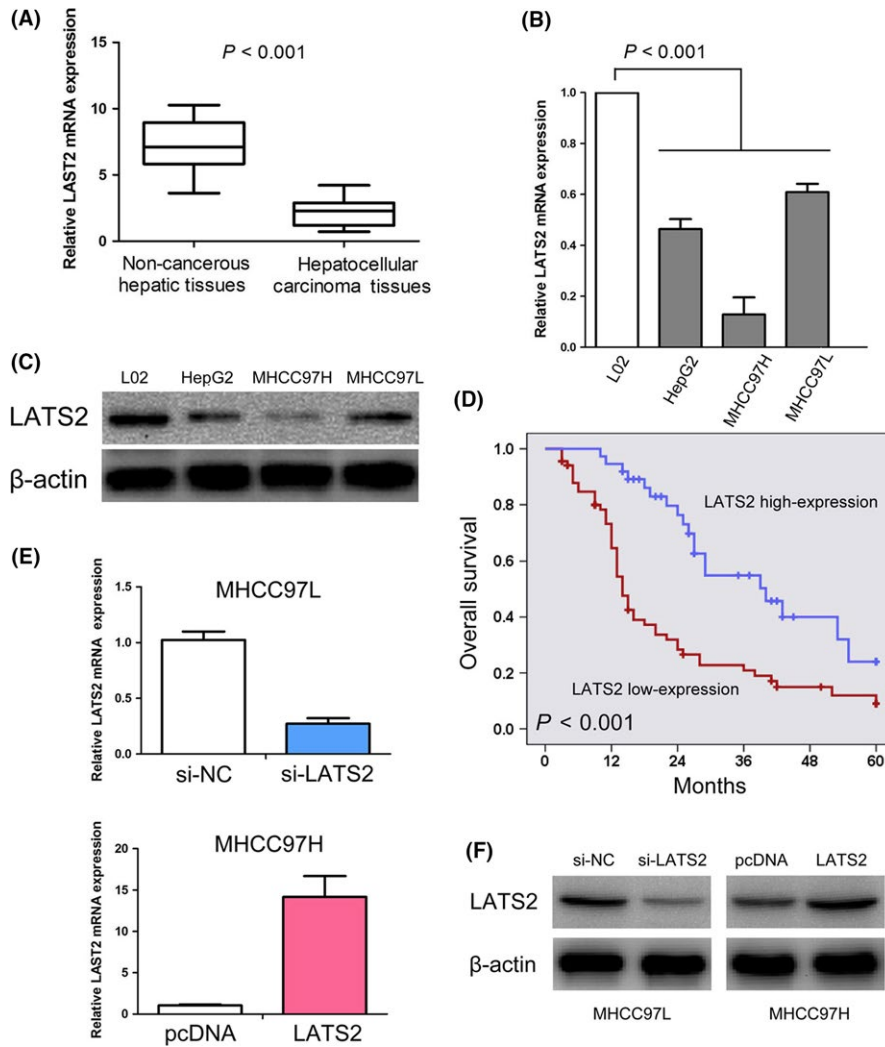 (A)
Relative LAST2 mRNA expression
15
10
5
0
P < 0.001
Non-cancerous
hepatic tissues
Hepatocellular
carcinoma tissues
(B)
P < 0.001
Relative LATS2 mRNA expression
1.0
0.8
0.6
0.4
0.2
0.0
L02
HepG2
MHCC97H
MHCC97L
(C)
L02 HepG2 MHCC97H MHCC97L
LATS2
β-actin
(D)
Overall survival
1.0
0.8
0.6
0.4
0.2
0.0
LATS2 high-expression
LATS2 low-expression
P < 0.001
0 12 24 36 48 60
Months
(E)
MHCC97L
Relative LATS2 mRNA expression
1.5
1.0
0.5
0.0
si-NC si-LATS2
MHCC97H
Relative LAST2 mRNA expression
20
15
10
5
0
pcDNA LATS2
(F)
si-NC si-LATS2 pcDNA LATS2
LATS2
β-actin
MHCC97L MHCC97H